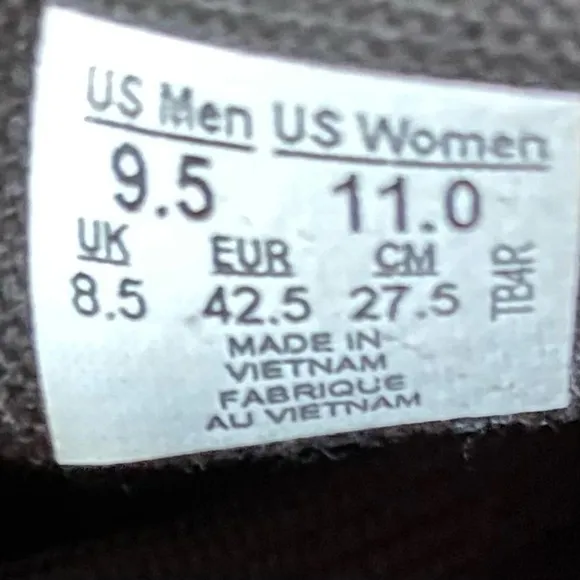 US Men US Women
9.5 11.0
UK EUR CM
8.5 42.5 27.5
TB4R
MADE IN
VIETNAM
FABRIQUE
AU VIETNAM